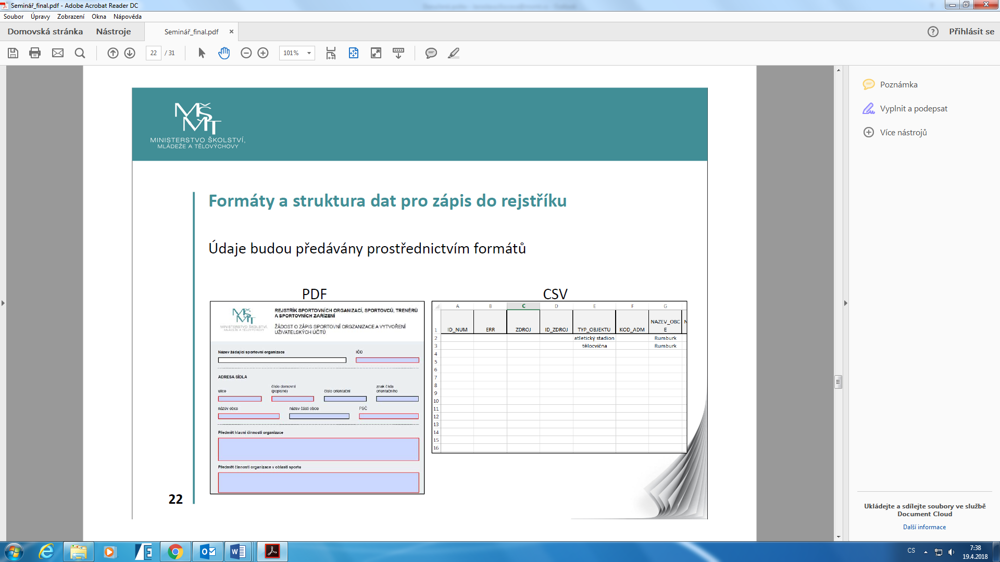 Seminář_final.pdf - Adobe Acrobat Reader DC
Soubor Úpravy Zobrazení Okna Nápověda
Domovská stránka Nástroje Seminář_final.pdf × Přihlásit se
22 / 31 101%
Poznámka
Vyplnit a podepsat
Více nástrojů
MŠMT
MINISTERSTVO ŠKOLSTVÍ,
MLÁDEŽE A TĚLOVÝCHOVY
Formáty a struktura dat pro zápis do rejstříku
Údaje budou předávány prostřednictvím formátů
PDF
MŠMT
MINISTERSTVO ŠKOLSTVÍ,
MLÁDEŽE A TĚLOVÝCHOVY
REJSTŘÍK SPORTOVNÍCH ORGANIZACÍ, SPORTOVCŮ, TRENÉRŮ
A SPORTOVNÍCH ZAŘÍZENÍ
ŽÁDOST O ZÁPIS SPORTOVNÍ ORGZANIZACE A VYTVOŘENÍ
UŽIVATELSKÝCH ÚČTŮ
Název žádající sportovní organizace IČO
ADRESA SÍDLA
ulice číslo domovní (popisné) číslo orientační znak čísla orientačního
název obce název části obce PSČ
Předmět hlavní činnosti organizace
Předmět činnosti organizace v oblasti sportu
CSV
A B C D E F G
1 ID_NUM ERR ZDROJ ID_ZDROJ TYP_OBJEKTU KOD_ADM NAZEV_OBCE N
2 atletický stadion Rumburk
3 tělocvična Rumburk
4
5
6
7
8
9
10
11
12
13
14
15
16
22
Ukládejte a sdílejte soubory ve službě
Document Cloud
Další informace
CS 7:38
19.4.2018